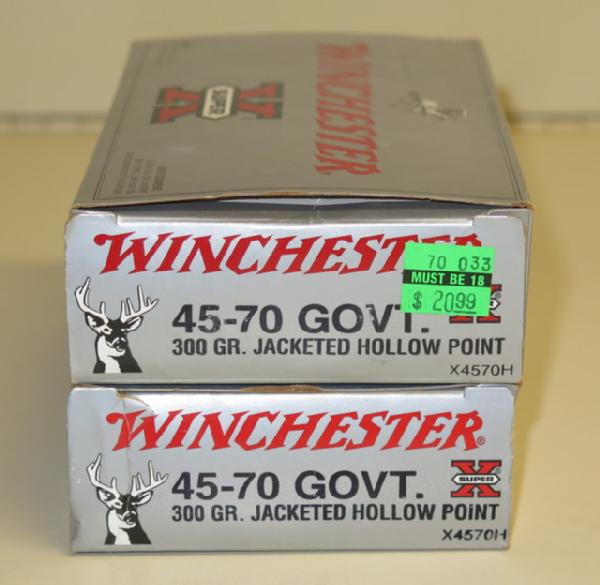 WINCHESTER
SUPER X
WINCHESTER
70 033
MUST BE 18
$ 20.99
45-70 GOVT.
300 GR. JACKETED HOLLOW POINT
X4570H
WINCHESTER®
45-70 GOVT.
X SUPER
300 GR. JACKETED HOLLOW POINT
X4570H